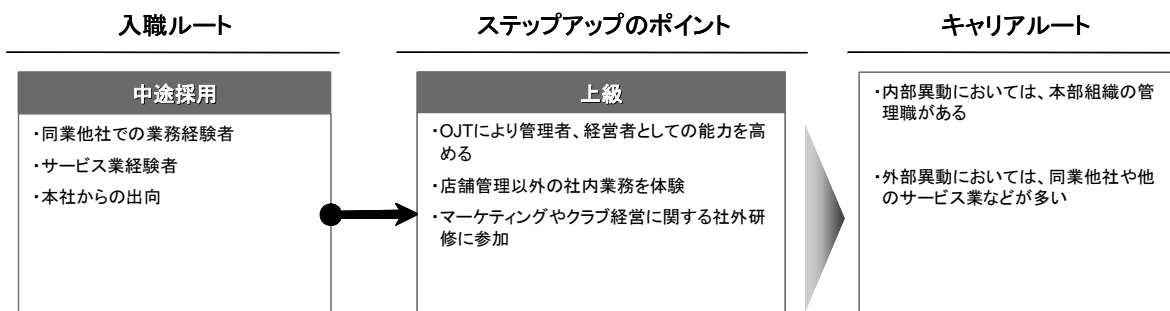 入職ルート
ステップアップのポイント
キャリアルート
中途採用
・同業他社での業務経験者
・サービス業経験者
・本社からの出向
上級
・OJTにより管理者、経営者としての能力を高
める
・店舗管理以外の社内業務を体験
・マーケティングやクラブ経営に関する社外研
修に参加
・内部異動においては、本部組織の管
理職がある
・外部異動においては、同業他社や他
のサービス業などが多い